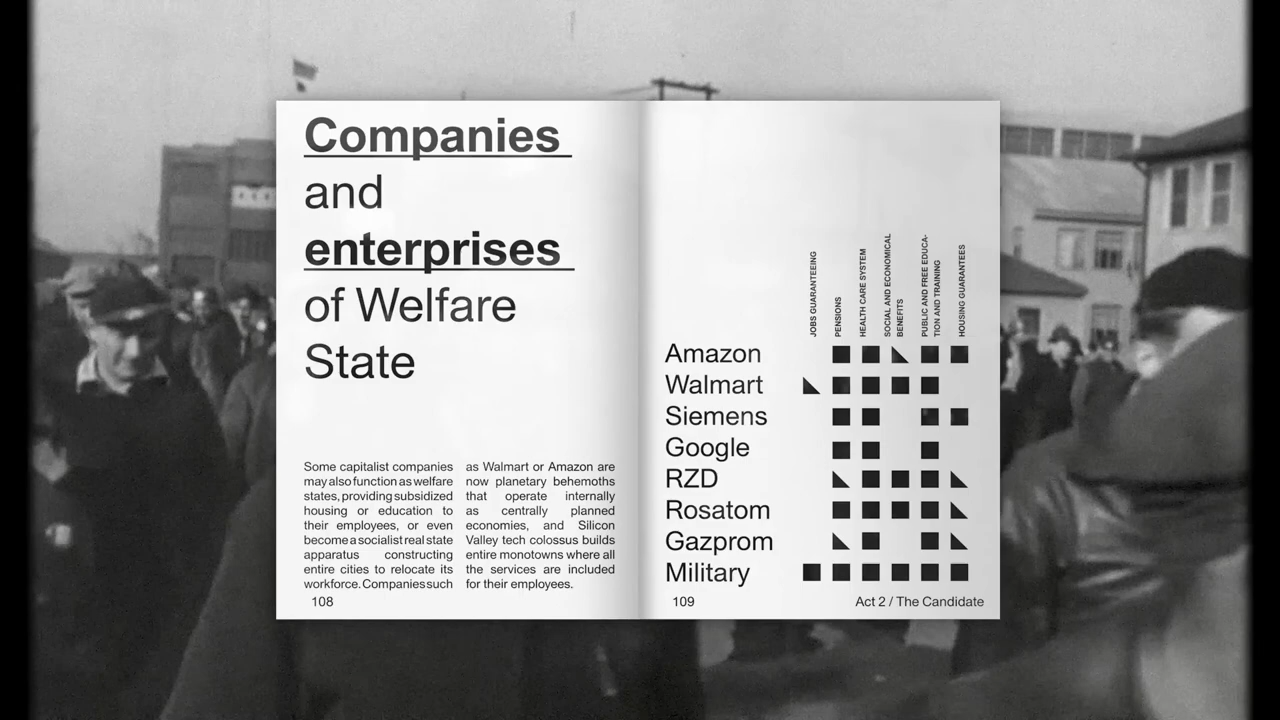 Companies
and
enterprises
of Welfare
State
Some capitalist companies
may also function as welfare
states, providing subsidized
housing or education to
their employees, or even
become a socialist real state
apparatus constructing
entire cities to relocate its
workforce. Companies such
as Walmart or Amazon are
now planetary behemoths
that operate internally
as centrally planned
economies, and Silicon
Valley tech colossus builds
entire monotowns where all
the services are included
for their employees.
108
JOBS GUARANTEEING
PENSIONS
HEALTH CARE SYSTEM
SOCIAL AND ECONOMICAL
BENEFITS
PUBLIC AND FREE EDUCA-
TION AND TRAINING
HOUSING GUARANTEES
Amazon
Walmart
Siemens
Google
RZD
Rosatom
Gazprom
Military
109
Act 2 / The Candidate